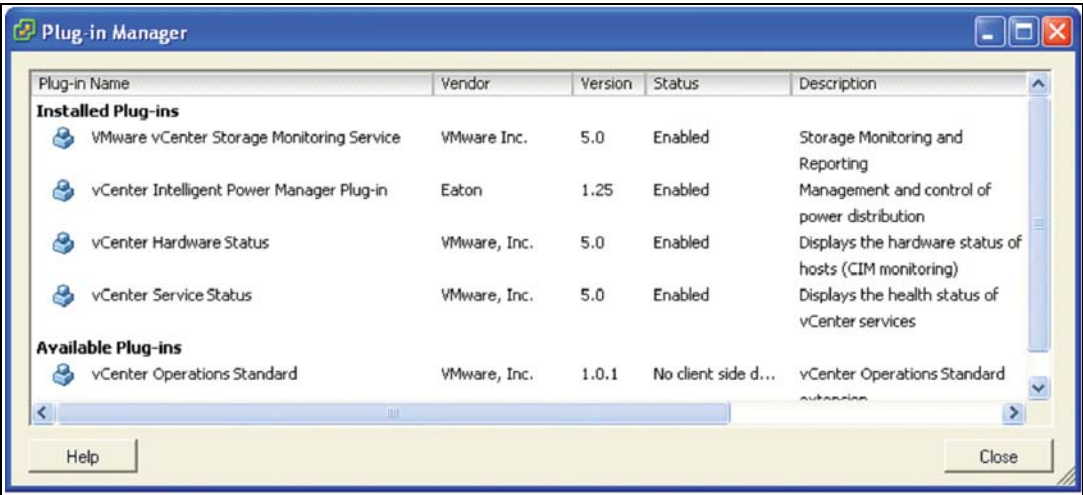 Plug-in Manager
Plug-in Name Vendor Version Status Description
Installed Plug-ins
VMware vCenter Storage Monitoring Service VMware Inc. 5.0 Enabled Storage Monitoring and
Reporting
vCenter Intelligent Power Manager Plug-in Eaton 1.25 Enabled Management and control of
power distribution
vCenter Hardware Status VMware, Inc. 5.0 Enabled Displays the hardware status of
hosts (CIM monitoring)
vCenter Service Status VMware, Inc. 5.0 Enabled Displays the health status of
vCenter services
Available Plug-ins
vCenter Operations Standard VMware, Inc. 1.0.1 No client side d... vCenter Operations Standard
extension
Help Close